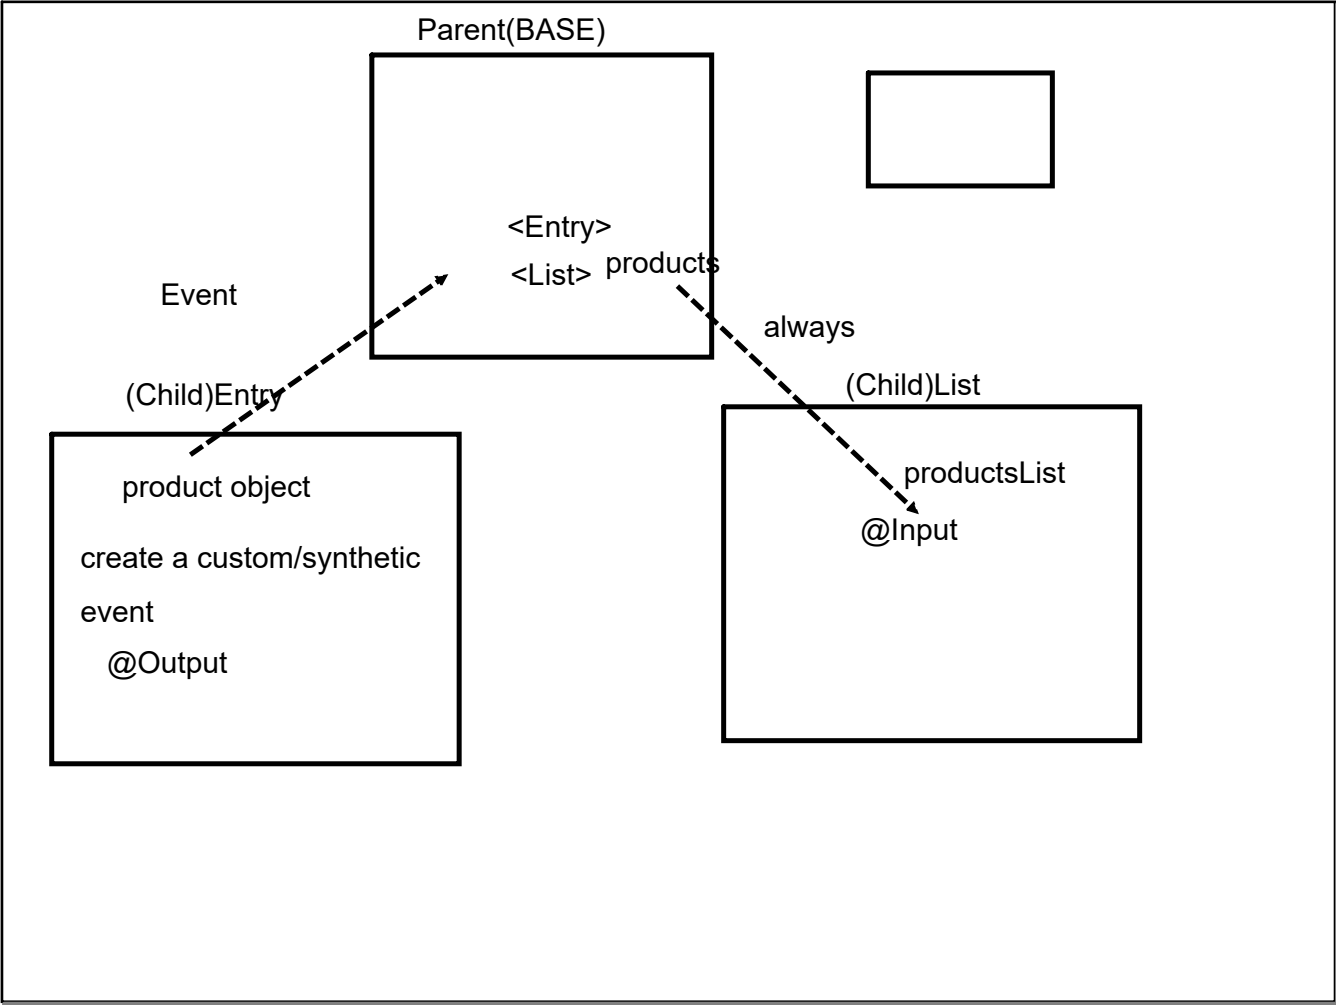 Parent(BASE)
<Entry>
<List> products
Event
always
(Child)Entry
(Child)List
product object
productsList
create a custom/synthetic
event
@Input
@Output